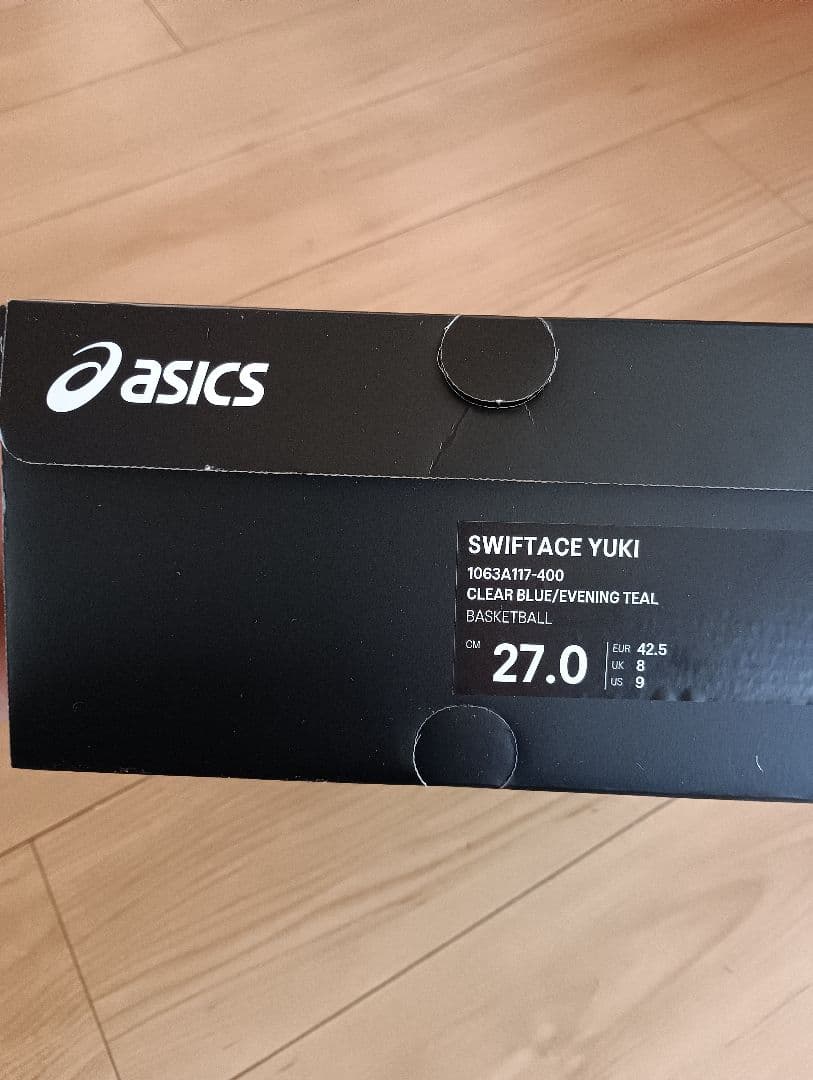 asics
SWIFTACE YUKI
1063A117-400
CLEAR BLUE/EVENING TEAL
BASKETBALL
CM 27.0
EUR 42.5
UK 8
US 9